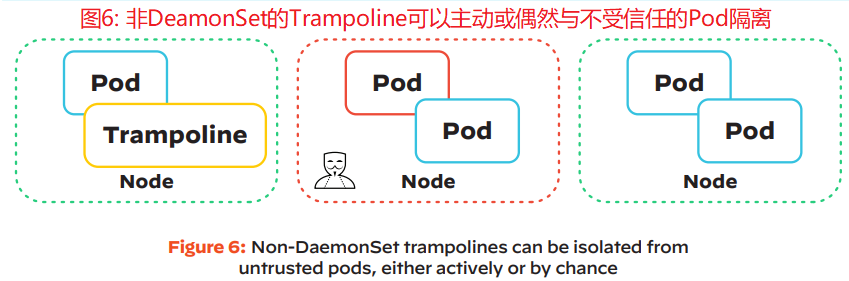 图6: 非DeamonSet的Trampoline可以主动或偶然与不受信任的Pod隔离
Pod
Trampoline
Node
Pod
Pod
Node
Pod
Pod
Node
Figure 6: Non-DaemonSet trampolines can be isolated from
untrusted pods, either actively or by chance